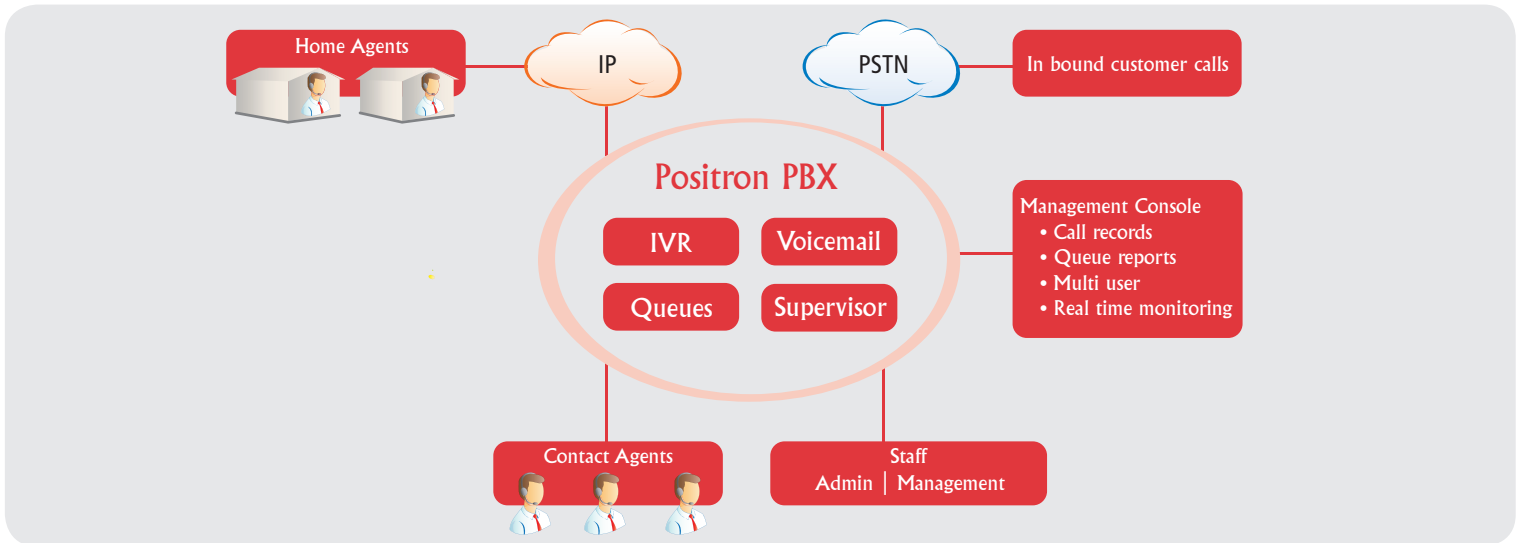 Home Agents
IP
PSTN
In bound customer calls
Positron PBX
IVR
Voicemail
Queues
Supervisor
Management Console
• Call records
• Queue reports
• Multi user
• Real time monitoring
Contact Agents
Staff
Admin | Management